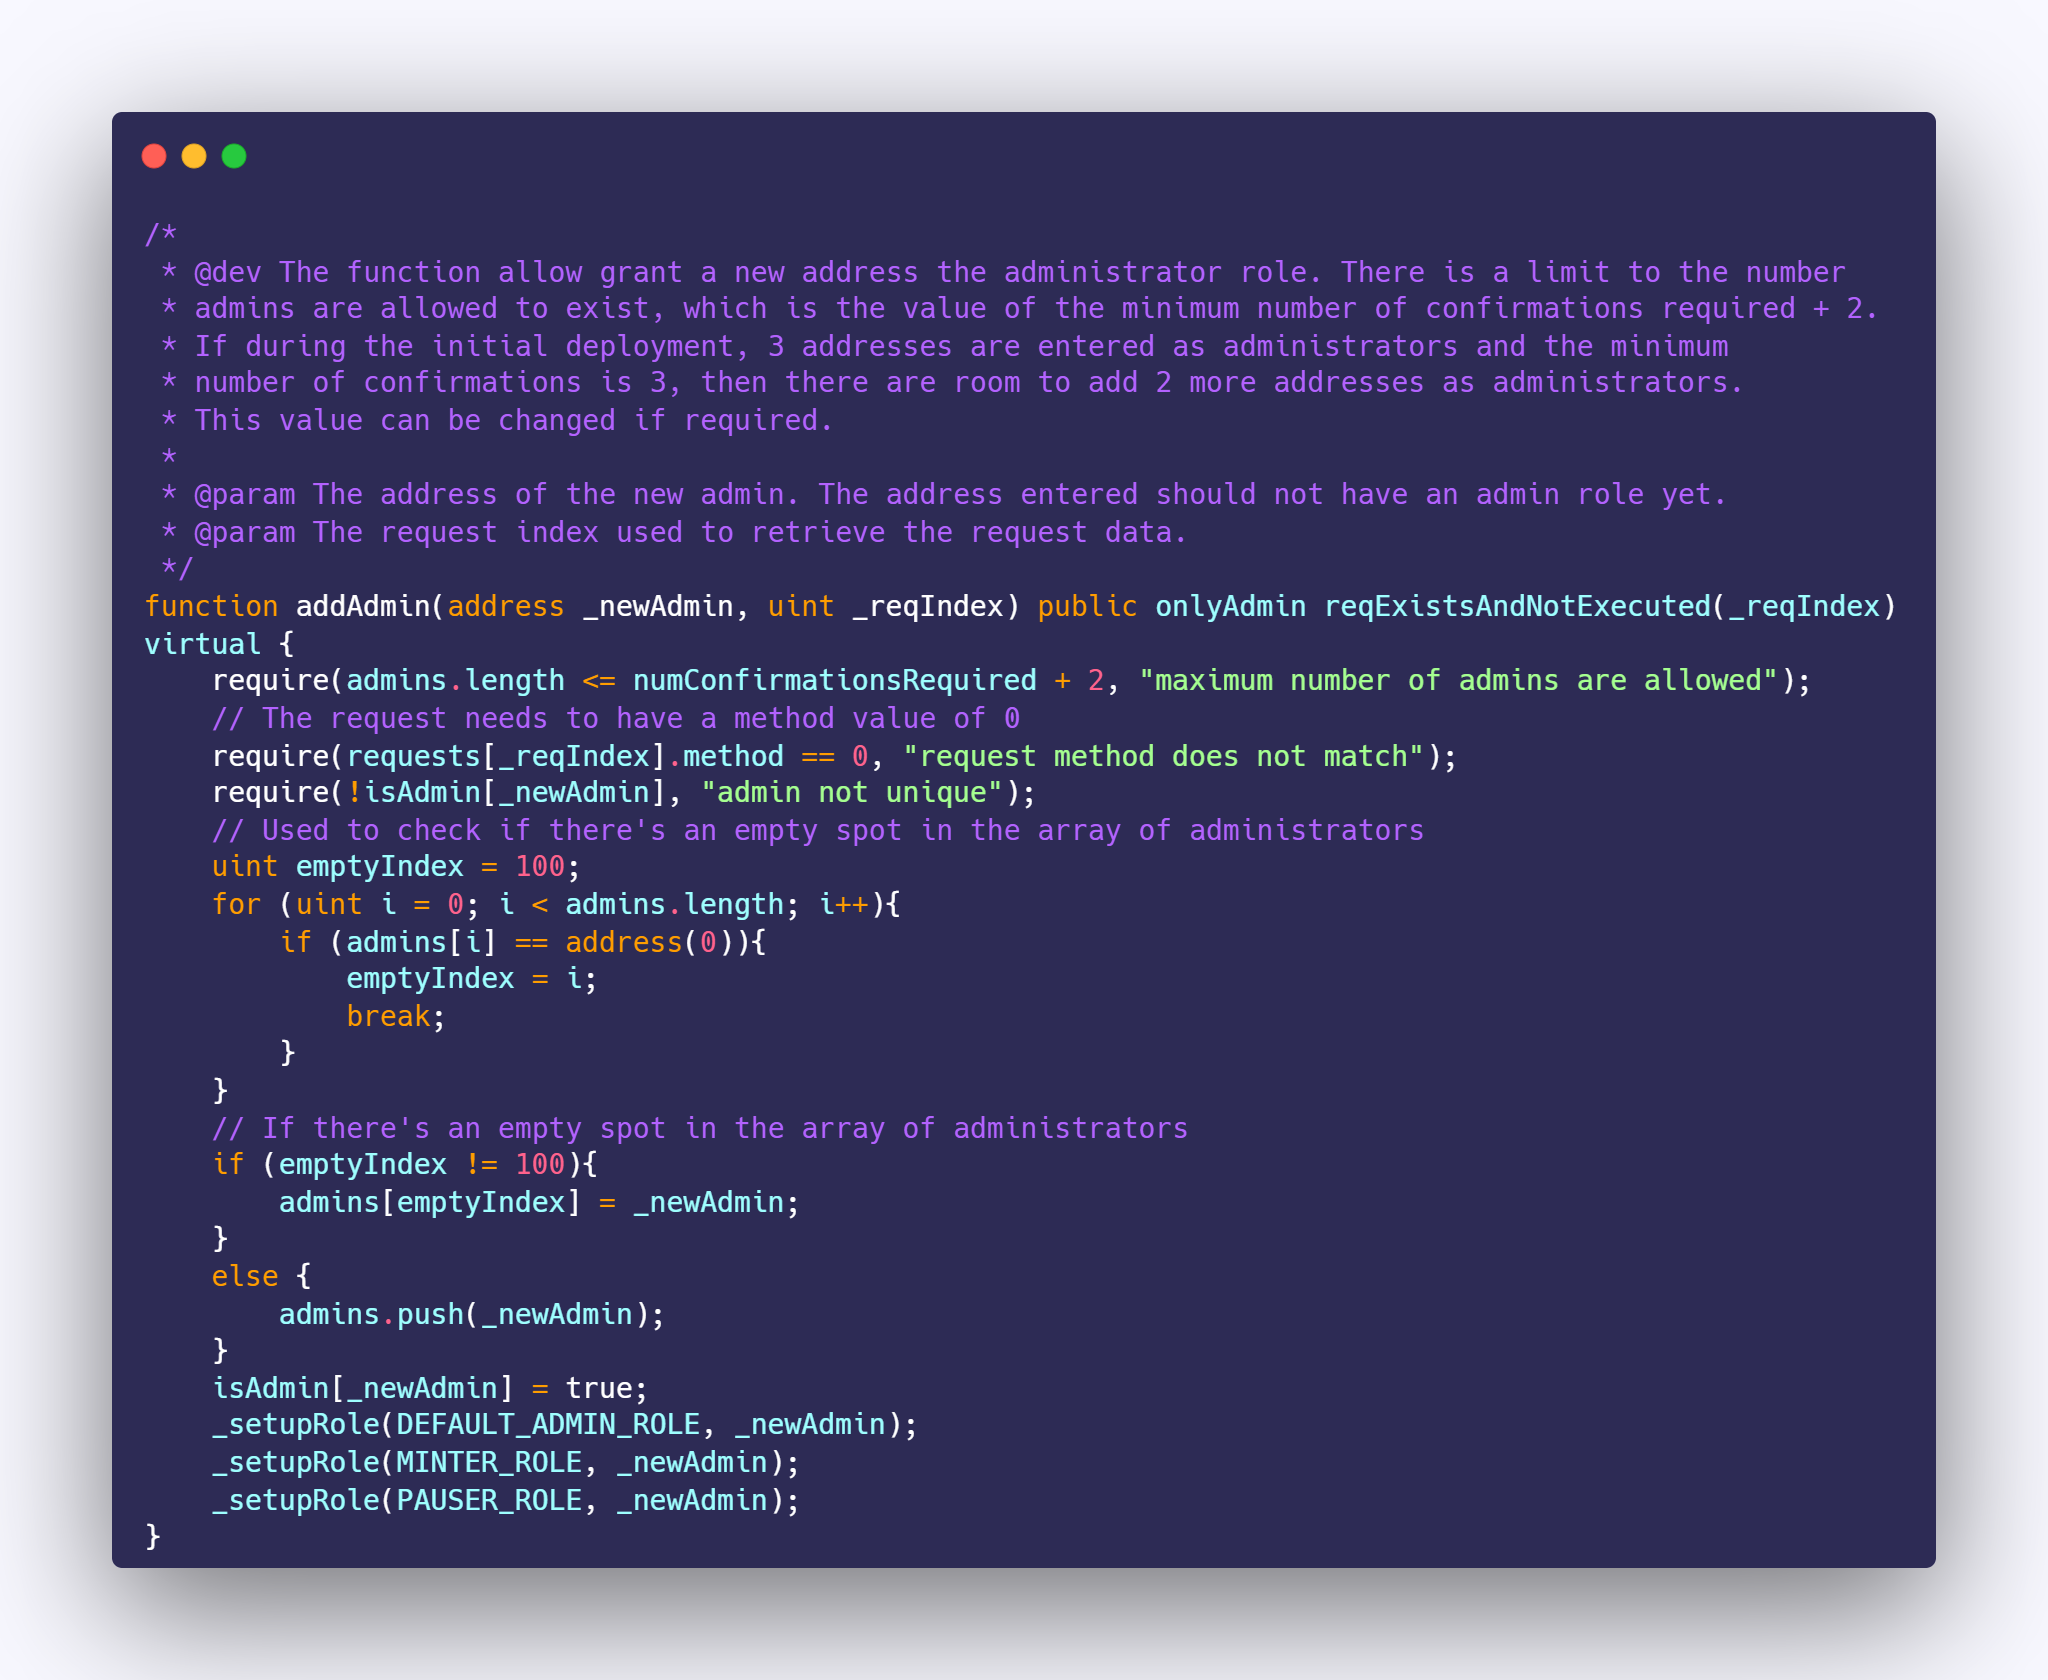 /*
 * @dev The function allow grant a new address the administrator role. There is a limit to the number
 * admins are allowed to exist, which is the value of the minimum number of confirmations required + 2.
 * If during the initial deployment, 3 addresses are entered as administrators and the minimum
 * number of confirmations is 3, then there are room to add 2 more addresses as administrators.
 * This value can be changed if required.
 *
 * @param The address of the new admin. The address entered should not have an admin role yet.
 * @param The request index used to retrieve the request data.
 */
function addAdmin(address _newAdmin, uint _reqIndex) public onlyAdmin reqExistsAndNotExecuted(_reqIndex)
virtual {
    require(admins.length <= numConfirmationsRequired + 2, "maximum number of admins are allowed");
    // The request needs to have a method value of 0
    require(requests[_reqIndex].method == 0, "request method does not match");
    require(!isAdmin[_newAdmin], "admin not unique");
    // Used to check if there's an empty spot in the array of administrators
    uint emptyIndex = 100;
    for (uint i = 0; i < admins.length; i++){
        if (admins[i] == address(0)){
            emptyIndex = i;
            break;
        }
    }
    // If there's an empty spot in the array of administrators
    if (emptyIndex != 100){
        admins[emptyIndex] = _newAdmin;
    }
    else {
        admins.push(_newAdmin);
    }
    isAdmin[_newAdmin] = true;
    _setupRole(DEFAULT_ADMIN_ROLE, _newAdmin);
    _setupRole(MINTER_ROLE, _newAdmin);
    _setupRole(PAUSER_ROLE, _newAdmin);
}